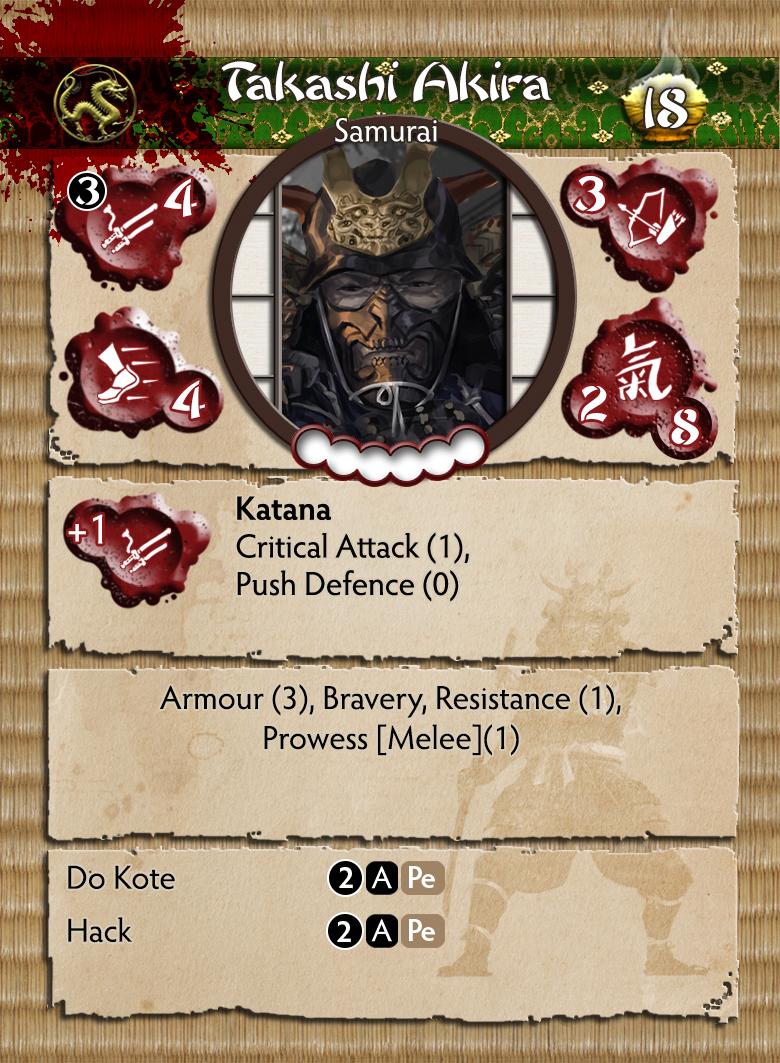 Takashi Akira
18
Samurai
3 4
3
4
氣
2 8
+1
Katana
Critical Attack (1),
Push Defence (0)
Armour (3), Bravery, Resistance (1),
Prowess [Melee](1)
Do Kote 2 A Pe
Hack 2 A Pe